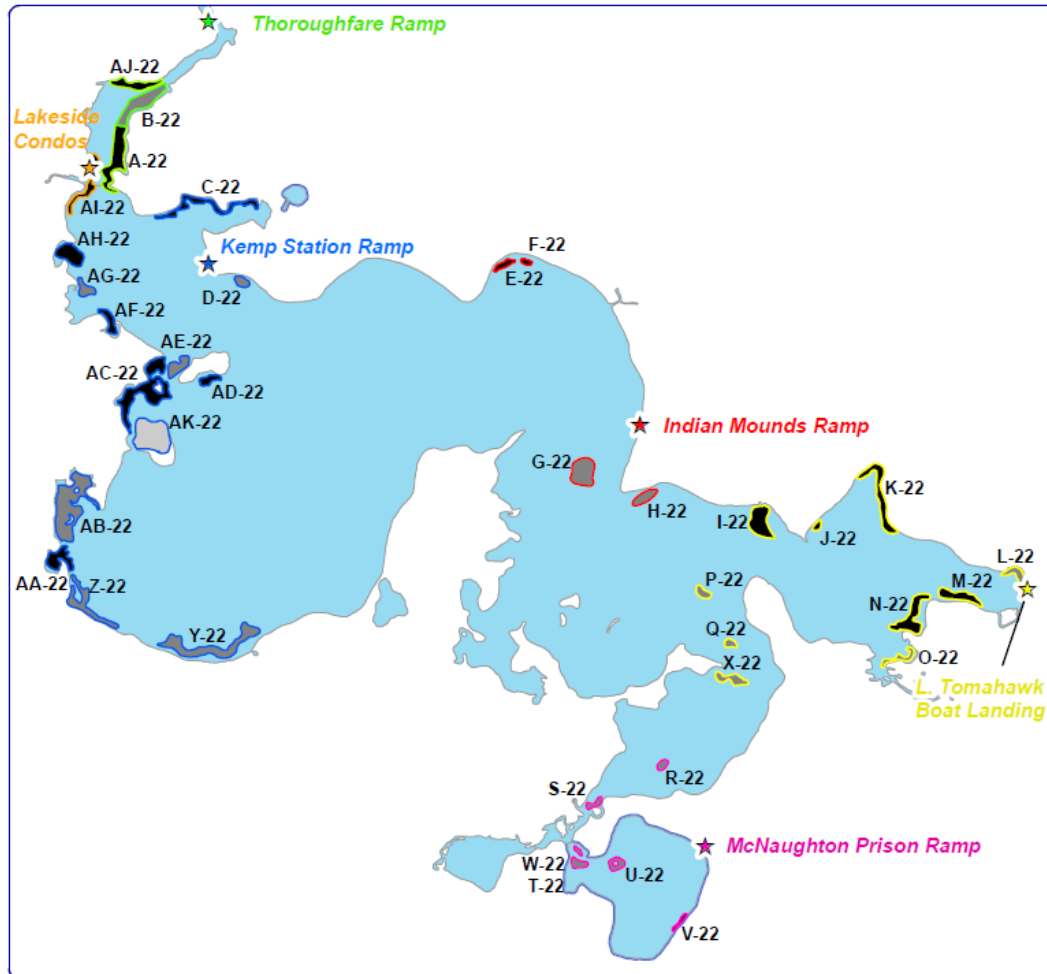 Thoroughfare Ramp
AJ-22
Lakeside
Condos
B-22
A-22
C-22
AI-22
AH-22
Kemp Station Ramp
F-22
E-22
AG-22
D-22
AF-22
AE-22
AC-22
AD-22
AK-22
Indian Mounds Ramp
G-22
K-22
H-22
I-22
AB-22
J-22
L-22
AA-22
Z-22
P-22
M-22
N-22
Y-22
Q-22
X-22
O-22
L. Tomahawk
Boat Landing
R-22
S-22
McNaughton Prison Ramp
W-22
T-22
U-22
V-22